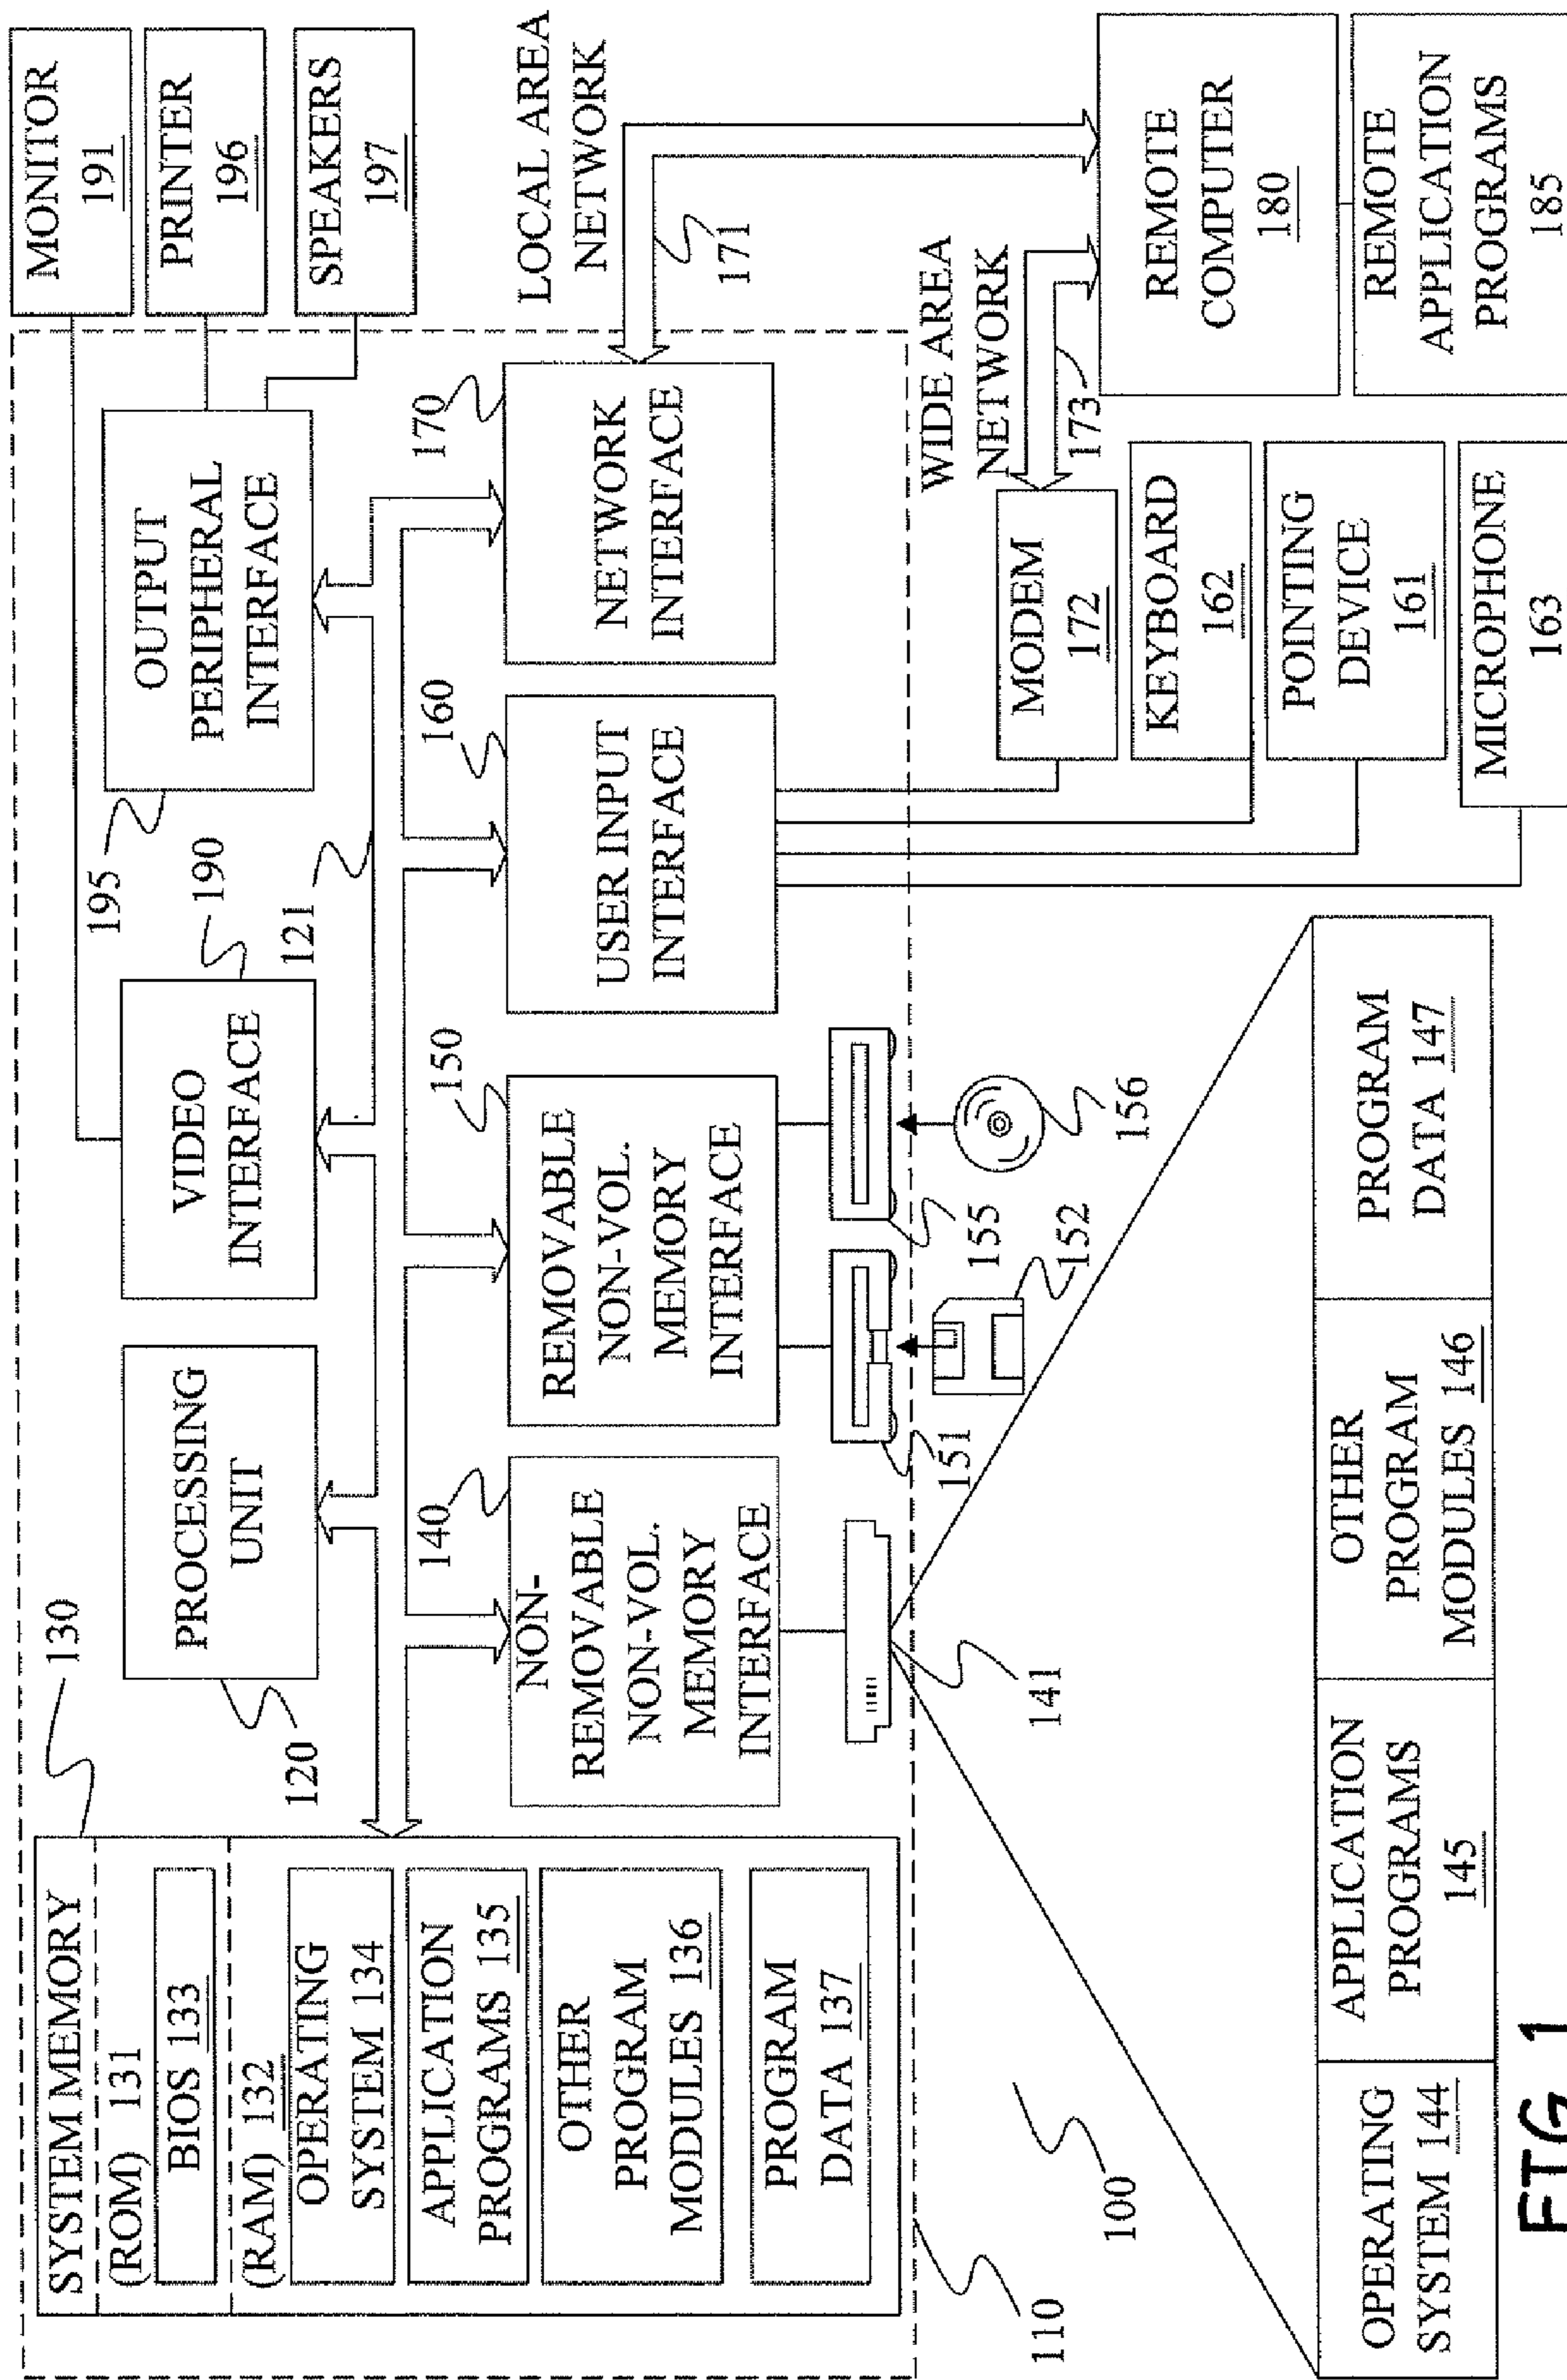 SYSTEM MEMORY
(ROM) 131
BIOS 133
(RAM) 132
OPERATING
SYSTEM 134
APPLICATION
PROGRAMS 135
OTHER
PROGRAM
MODULES 136
PROGRAM
DATA 137
130
PROCESSING
UNIT
120
VIDEO
INTERFACE
190
121
OUTPUT
PERIPHERAL
INTERFACE
195
MONITOR
191
PRINTER
196
SPEAKERS
197
140
NON-
REMOVABLE
NON-VOL.
MEMORY
INTERFACE
150
REMOVABLE
NON-VOL.
MEMORY
INTERFACE
160
USER INPUT
INTERFACE
170
NETWORK
INTERFACE
LOCAL AREA
NETWORK
171
WIDE AREA
NETWORK
173
141
151
152
155
156
MODEM
172
KEYBOARD
162
POINTING
DEVICE
161
MICROPHONE
163
REMOTE
COMPUTER
180
REMOTE
APPLICATION
PROGRAMS
185
110
100
OPERATING
SYSTEM 144
APPLICATION
PROGRAMS
145
OTHER
PROGRAM
MODULES 146
PROGRAM
DATA 147
FIG 1